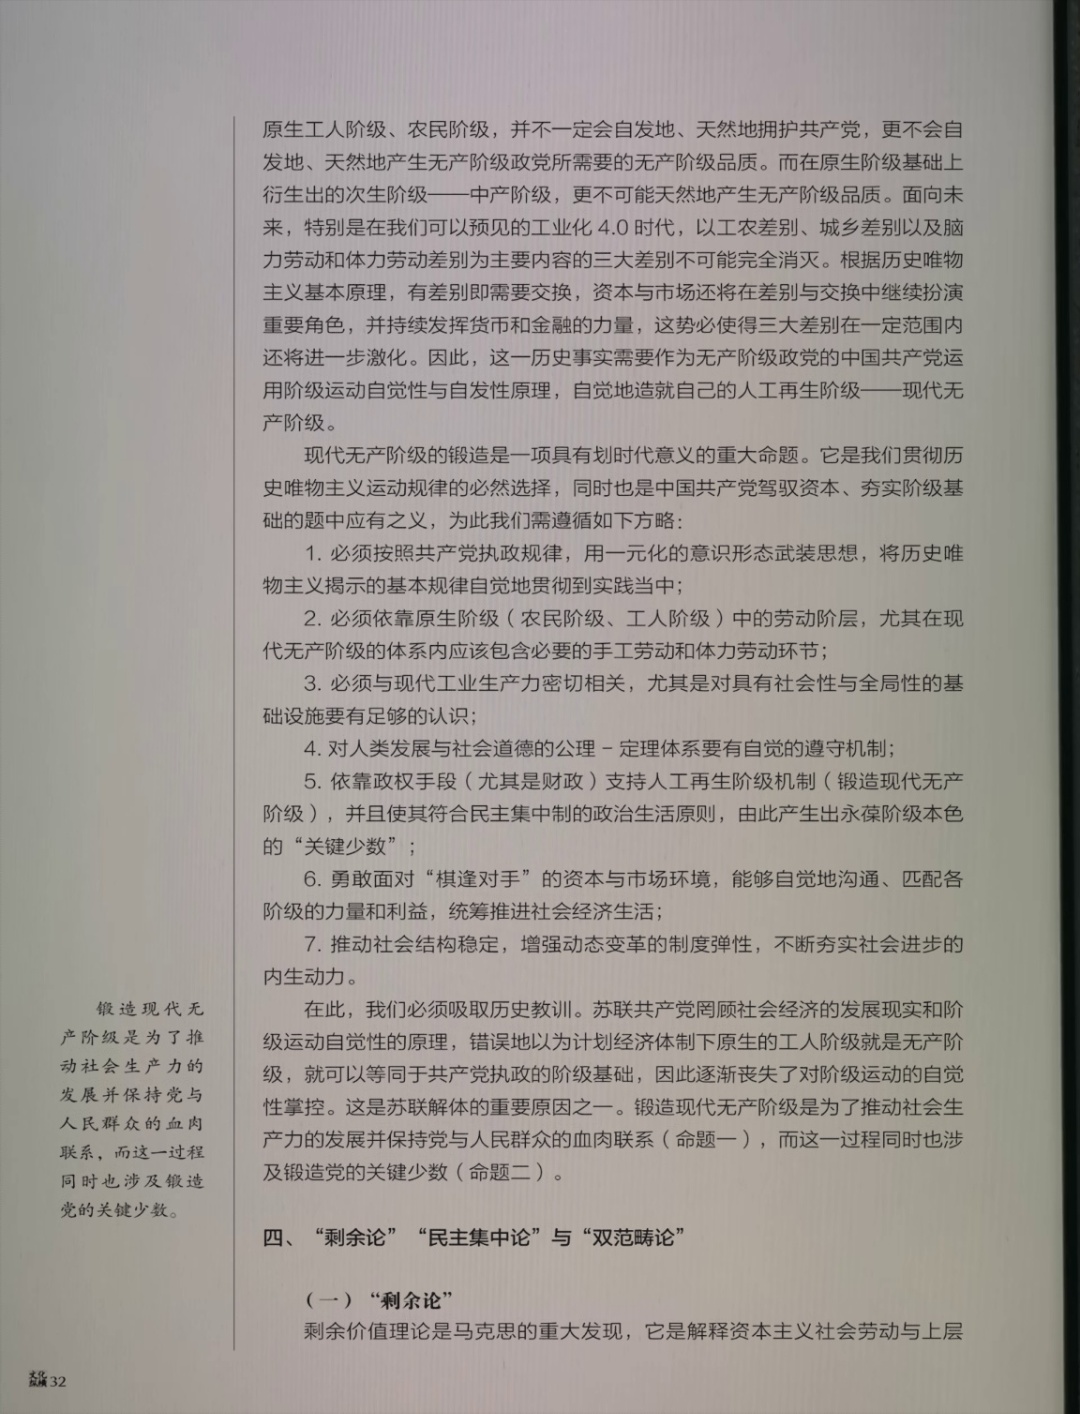 原生工人阶级、农民阶级，并不一定会自发地、天然地拥护共产党，更不会自
发地、天然地产生无产阶级政党所需要的无产阶级品质。而在原生阶级基础上
衍生出的次生阶级——中产阶级，更不可能天然地产生无产阶级品质。面向未
来，特别是在我们可以预见的工业化 4.0 时代，以工农差别、城乡差别以及脑
力劳动和体力劳动差别为主要内容的三大差别不可能完全消灭。根据历史唯物
主义基本原理，有差别即需要交换，资本与市场还将在差别与交换中继续扮演
重要角色，并持续发挥货币和金融的力量，这势必使得三大差别在一定范围内
还将进一步激化。因此，这一历史事实需要作为无产阶级政党的中国共产党运
用阶级运动自觉性与自发性原理，自觉地造就自己的人工再生阶级——现代无
产阶级。
现代无产阶级的锻造是一项具有划时代意义的重大命题。它是我们贯彻历
史唯物主义运动规律的必然选择，同时也是中国共产党驾驭资本、夯实阶级基
础的题中应有之义，为此我们需遵循如下方略：
1. 必须按照共产党执政规律，用一元化的意识形态武装思想，将历史唯
物主义揭示的基本规律自觉地贯彻到实践当中；
2. 必须依靠原生阶级（农民阶级、工人阶级）中的劳动阶层，尤其在现
代无产阶级的体系内应该包含必要的手工劳动和体力劳动环节；
3. 必须与现代工业生产力密切相关，尤其是对具有社会性与全局性的基
础设施要有足够的认识；
4. 对人类发展与社会道德的公理 – 定理体系要有自觉的遵守机制；
5. 依靠政权手段（尤其是财政）支持人工再生阶级机制（锻造现代无产
阶级），并且使其符合民主集中制的政治生活原则，由此产生出永葆阶级本色
的“关键少数”；
6. 勇敢面对“棋逢对手”的资本与市场环境，能够自觉地沟通、匹配各
阶级的力量和利益，统筹推进社会经济生活；
7. 推动社会结构稳定，增强动态变革的制度弹性，不断夯实社会进步的
内生动力。
在此，我们必须吸取历史教训。苏联共产党罔顾社会经济的发展现实和阶
级运动自觉性的原理，错误地以为计划经济体制下原生的工人阶级就是无产阶
级，就可以等同于共产党执政的阶级基础，因此逐渐丧失了对阶级运动的自觉
性掌控。这是苏联解体的重要原因之一。锻造现代无产阶级是为了推动社会生
产力的发展并保持党与人民群众的血肉联系（命题一），而这一过程同时也涉
及锻造党的关键少数（命题二）。
锻造现代无
产阶级是为了推
动社会生产力的
发展并保持党与
人民群众的血肉
联系，而这一过程
同时也涉及锻造
党的关键少数。
四、“剩余论”“民主集中论”与“双范畴论”
（一）“剩余论”
剩余价值理论是马克思的重大发现，它是解释资本主义社会劳动与上层
文化
纵横 32